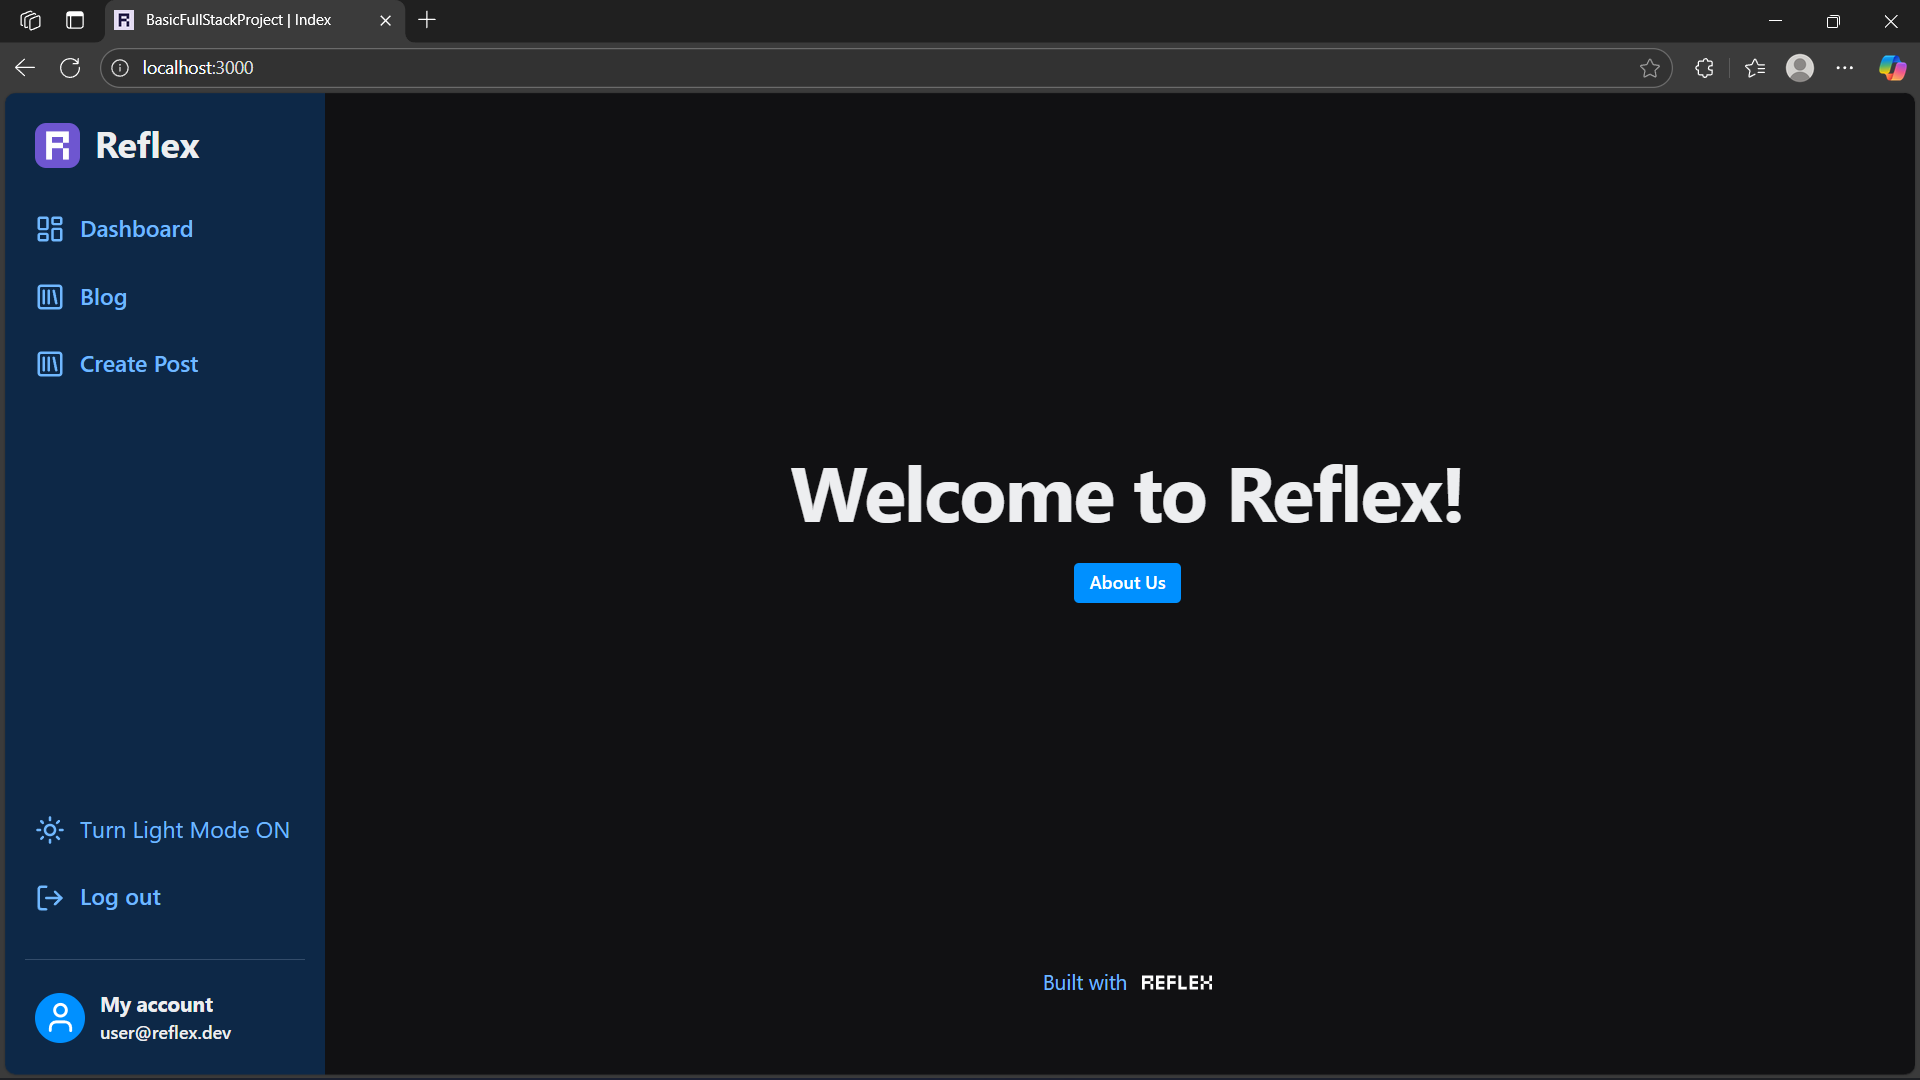 BasicFullStackProject | Index
localhost:3000
Reflex
Dashboard
Blog
Create Post
Welcome to Reflex!
About Us
Turn Light Mode ON
Log out
Built with REFLEX
My account
user@reflex.dev